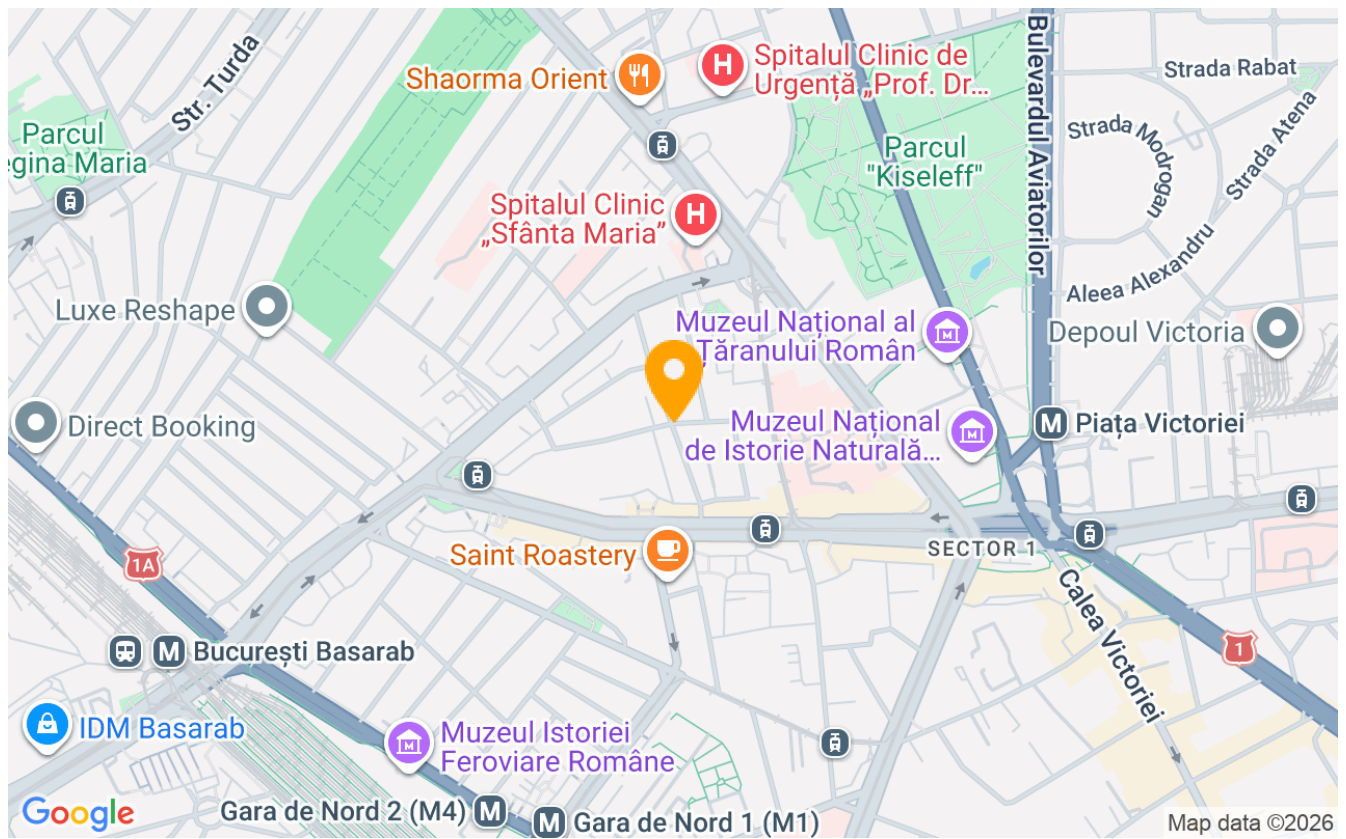 Str. Turda
Shaorma Orient
Spitalul Clinic de
Urgență „Prof. Dr...
Bulevardul Aviatorilor
Strada Rabat
Strada Modrogan
Strada Atena
Parcul
egina Maria
Parcul
"Kiseleff"
Spitalul Clinic
„Sfânta Maria”
Aleea Alexandru
Luxe Reshape
Muzeul Național al
Țăranului Român
Depoul Victoria
Direct Booking
Muzeul Național
de Istorie Naturală...
M Piața Victoriei
Saint Roastery
SECTOR 1
1A
Calea Victoriei
1
M București Basarab
IDM Basarab
Muzeul Istoriei
Feroviare Române
Gara de Nord 2 (M4) M
M Gara de Nord 1 (M1)
Google
Map data ©2026